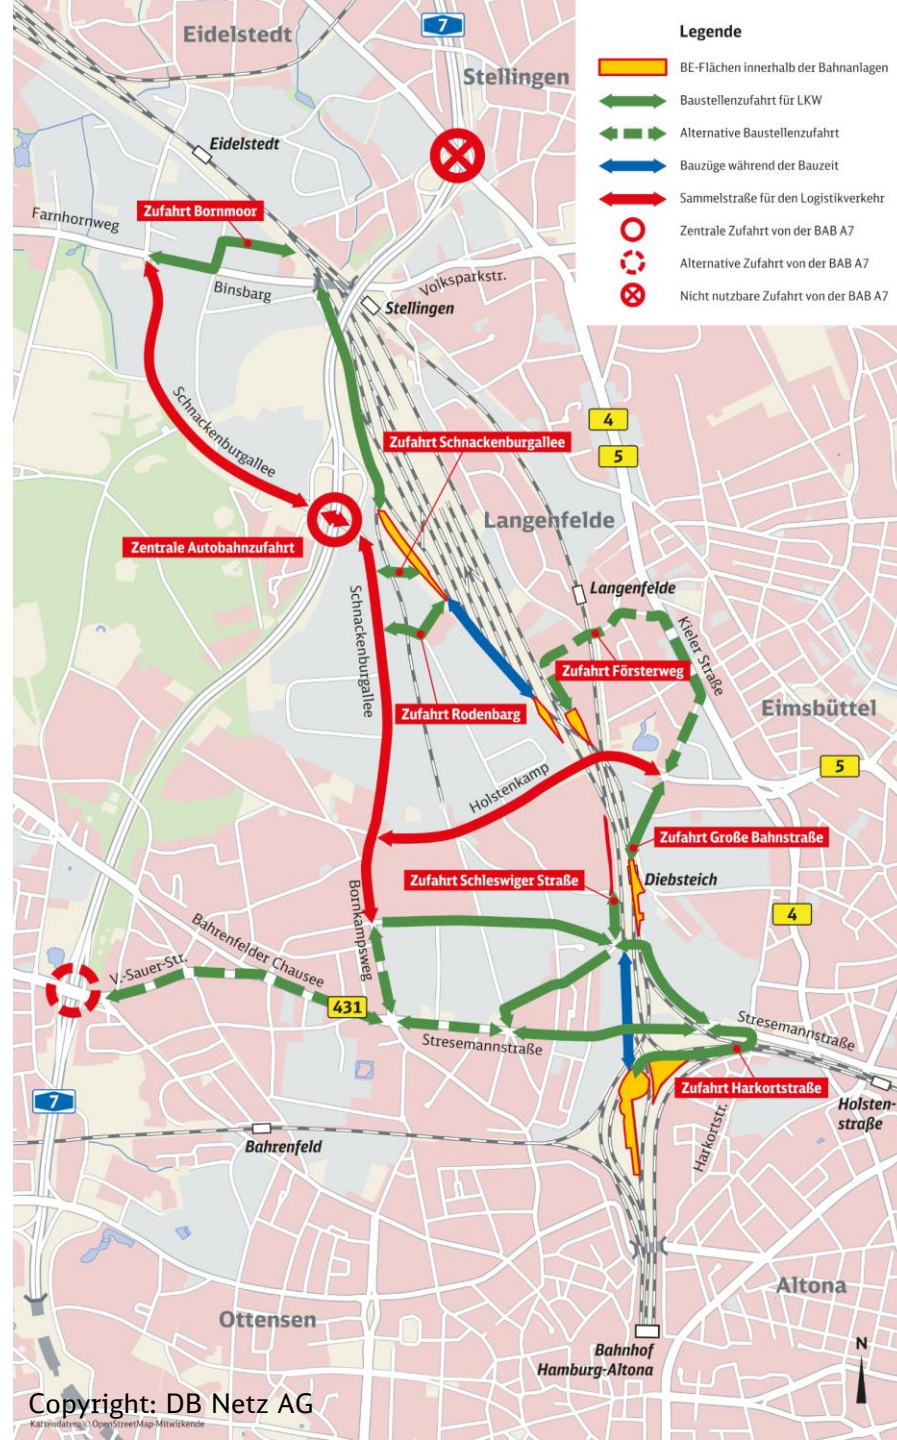 7
Eidelstedt
Stellingen
Legende
BE-Flächen innerhalb der Bahnanlagen
Baustellenzufahrt für LKW
Alternative Baustellenzufahrt
Bauzüge während der Bauzeit
Sammelstraße für den Logistikverkehr
Zentrale Zufahrt von der BAB A7
Alternative Zufahrt von der BAB A7
Nicht nutzbare Zufahrt von der BAB A7
Eidelstedt
Zufahrt Bornmoor
Farnhornweg
Binsbarg
Volksparkstr.
Stellingen
Schnackenburgallee
4
5
Zufahrt Schnackenburgallee
Langenfelde
Zentrale Autobahnzufahrt
Schnackenburgallee
Langenfelde
Kieler Straße
Zufahrt Försterweg
Zufahrt Rodenbarg
Eimsbüttel
5
Holstenkamp
Zufahrt Große Bahnstraße
Zufahrt Schleswiger Straße
Diebsteich
4
Bornkampsweg
Bahrenfelder Chausee
V.-Sauer-Str.
431
Stresemannstraße
Stresemannstraße
Zufahrt Harkortstraße
7
Holsten-
straße
Harkortstr.
Bahrenfeld
Altona
Ottensen
Bahnhof
Hamburg-Altona
N
Copyright: DB Netz AG
Kartendaten: © OpenStreetMap-Mitwirkende